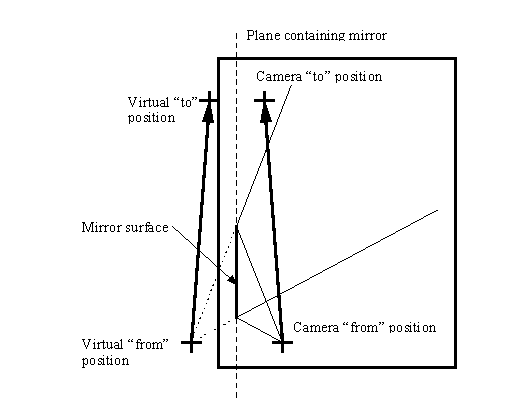 Plane containing mirror
Camera “to” position
Virtual “to”
position
Mirror surface
Camera “from” position
Virtual “from”
position